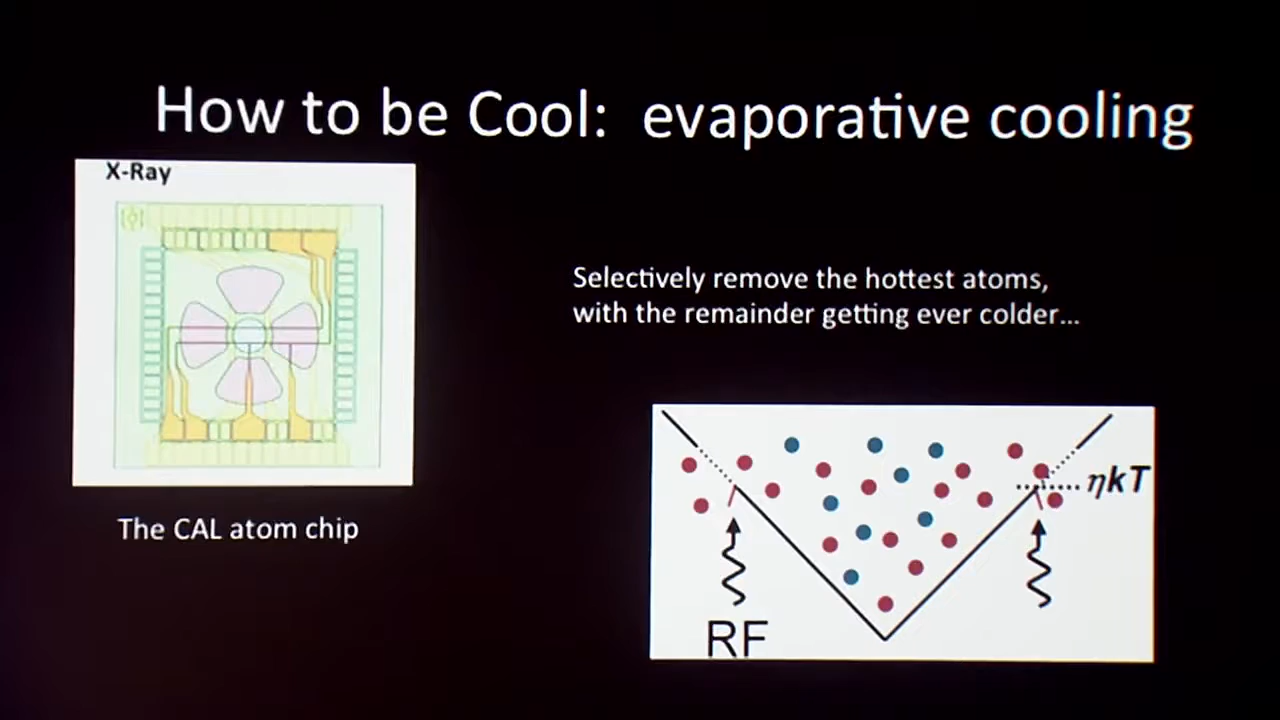 How to be Cool: evaporative cooling
X-Ray
Selectively remove the hottest atoms,
with the remainder getting ever colder...
The CAL atom chip
ηkT
RF